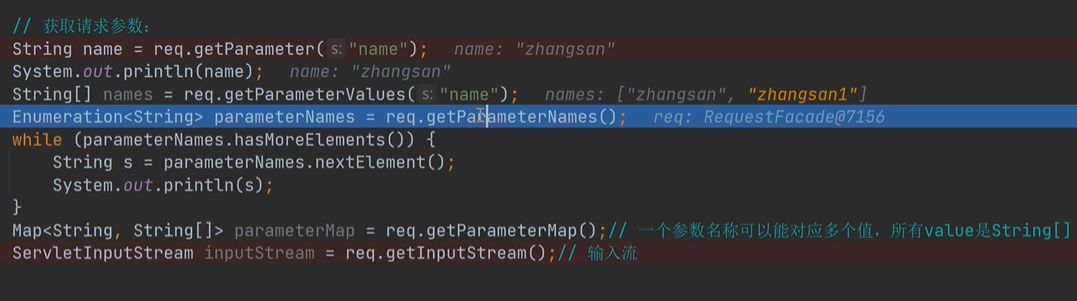 // 获取请求参数:
String name = req.getParameter( s: "name"); name: "zhangsan"
System.out.println(name); name: "zhangsan"
String[] names = req.getParameterValues( s: "name"); names: ["zhangsan", "zhangsan1"]
Enumeration<String> parameterNames = req.getParameterNames(); req: RequestFacade@7156
while (parameterNames.hasMoreElements()) {
String s = parameterNames.nextElement();
System.out.println(s);
}
Map<String, String[]> parameterMap = req.getParameterMap();// 一个参数名称可以能对应多个值，所有value是String[]
ServletInputStream inputStream = req.getInputStream();// 输入流